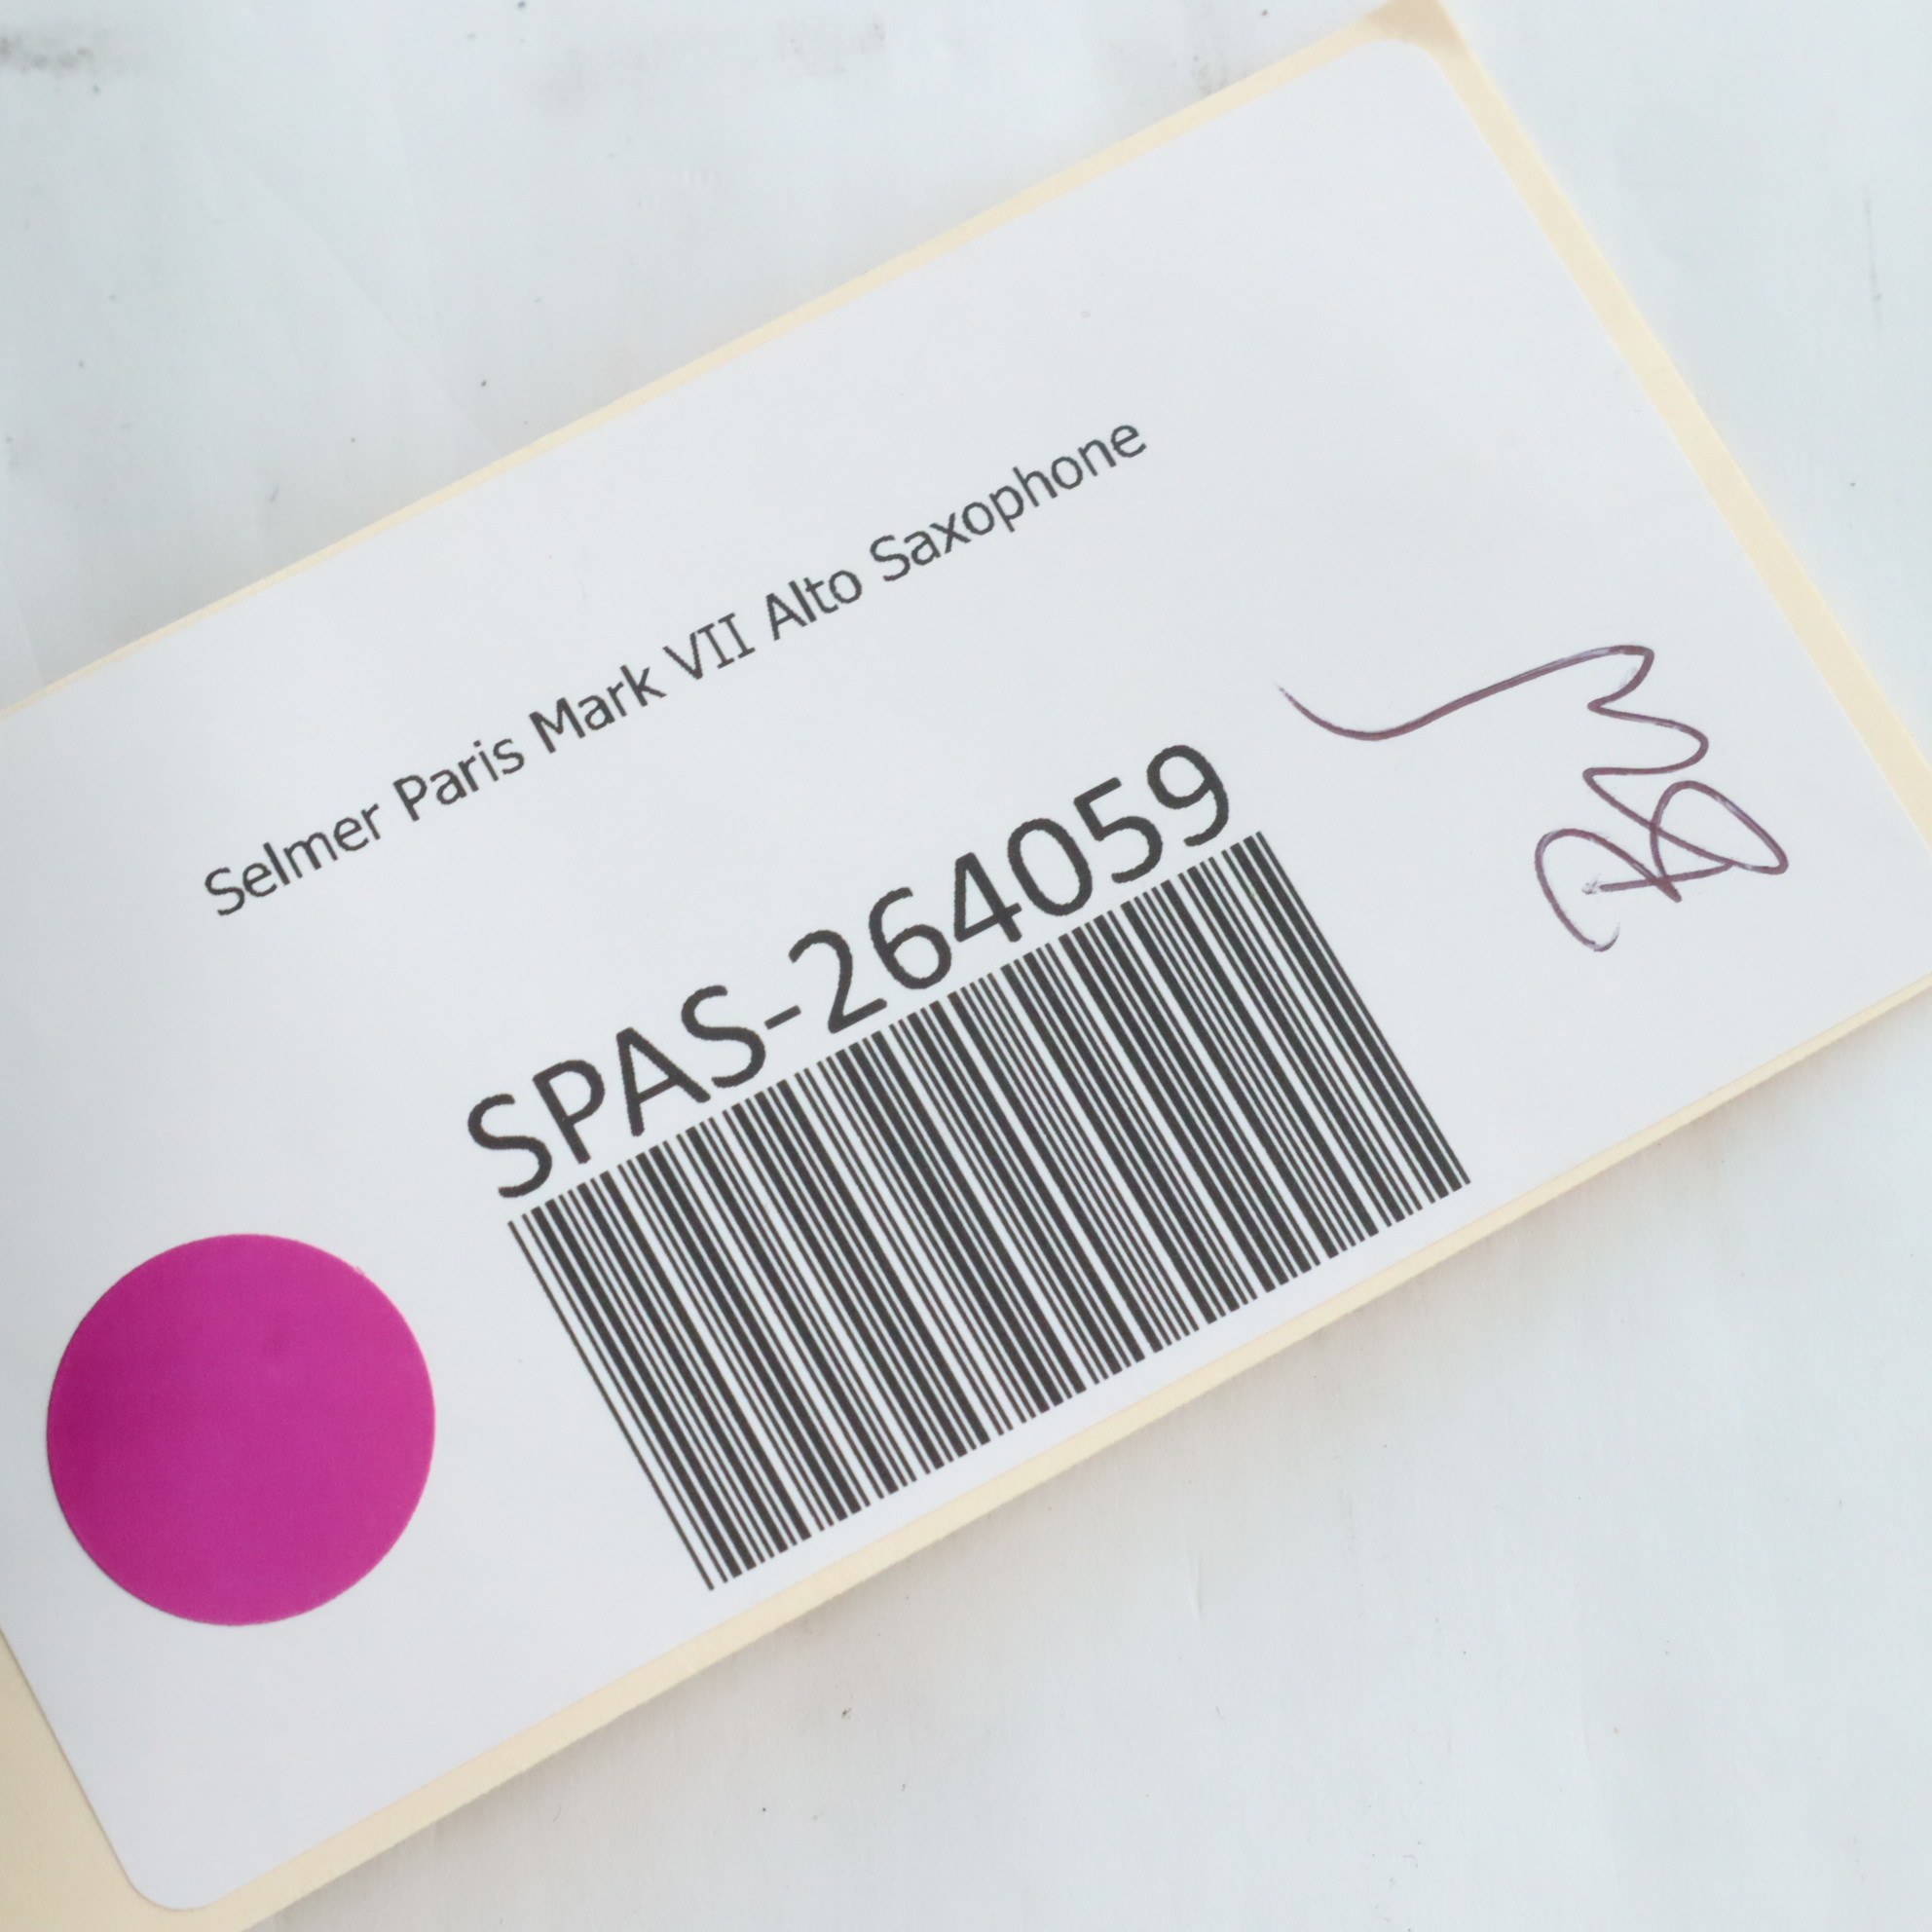 Selmer Paris Mark VII Alto Saxophone
SPAS-264059